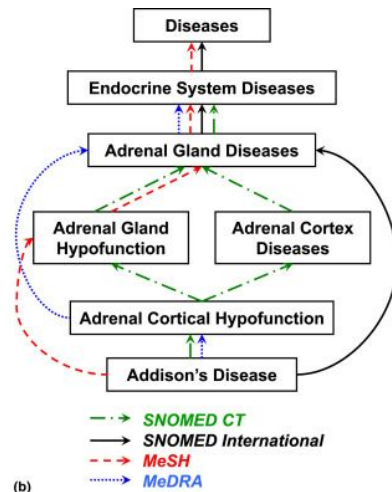 Diseases
Endocrine System Diseases
Adrenal Gland Diseases
Adrenal Gland
Hypofunction
Adrenal Cortex
Diseases
Adrenal Cortical Hypofunction
Addison's Disease
SNOMED CT
SNOMED International
MeSH
MeDRA
(b)